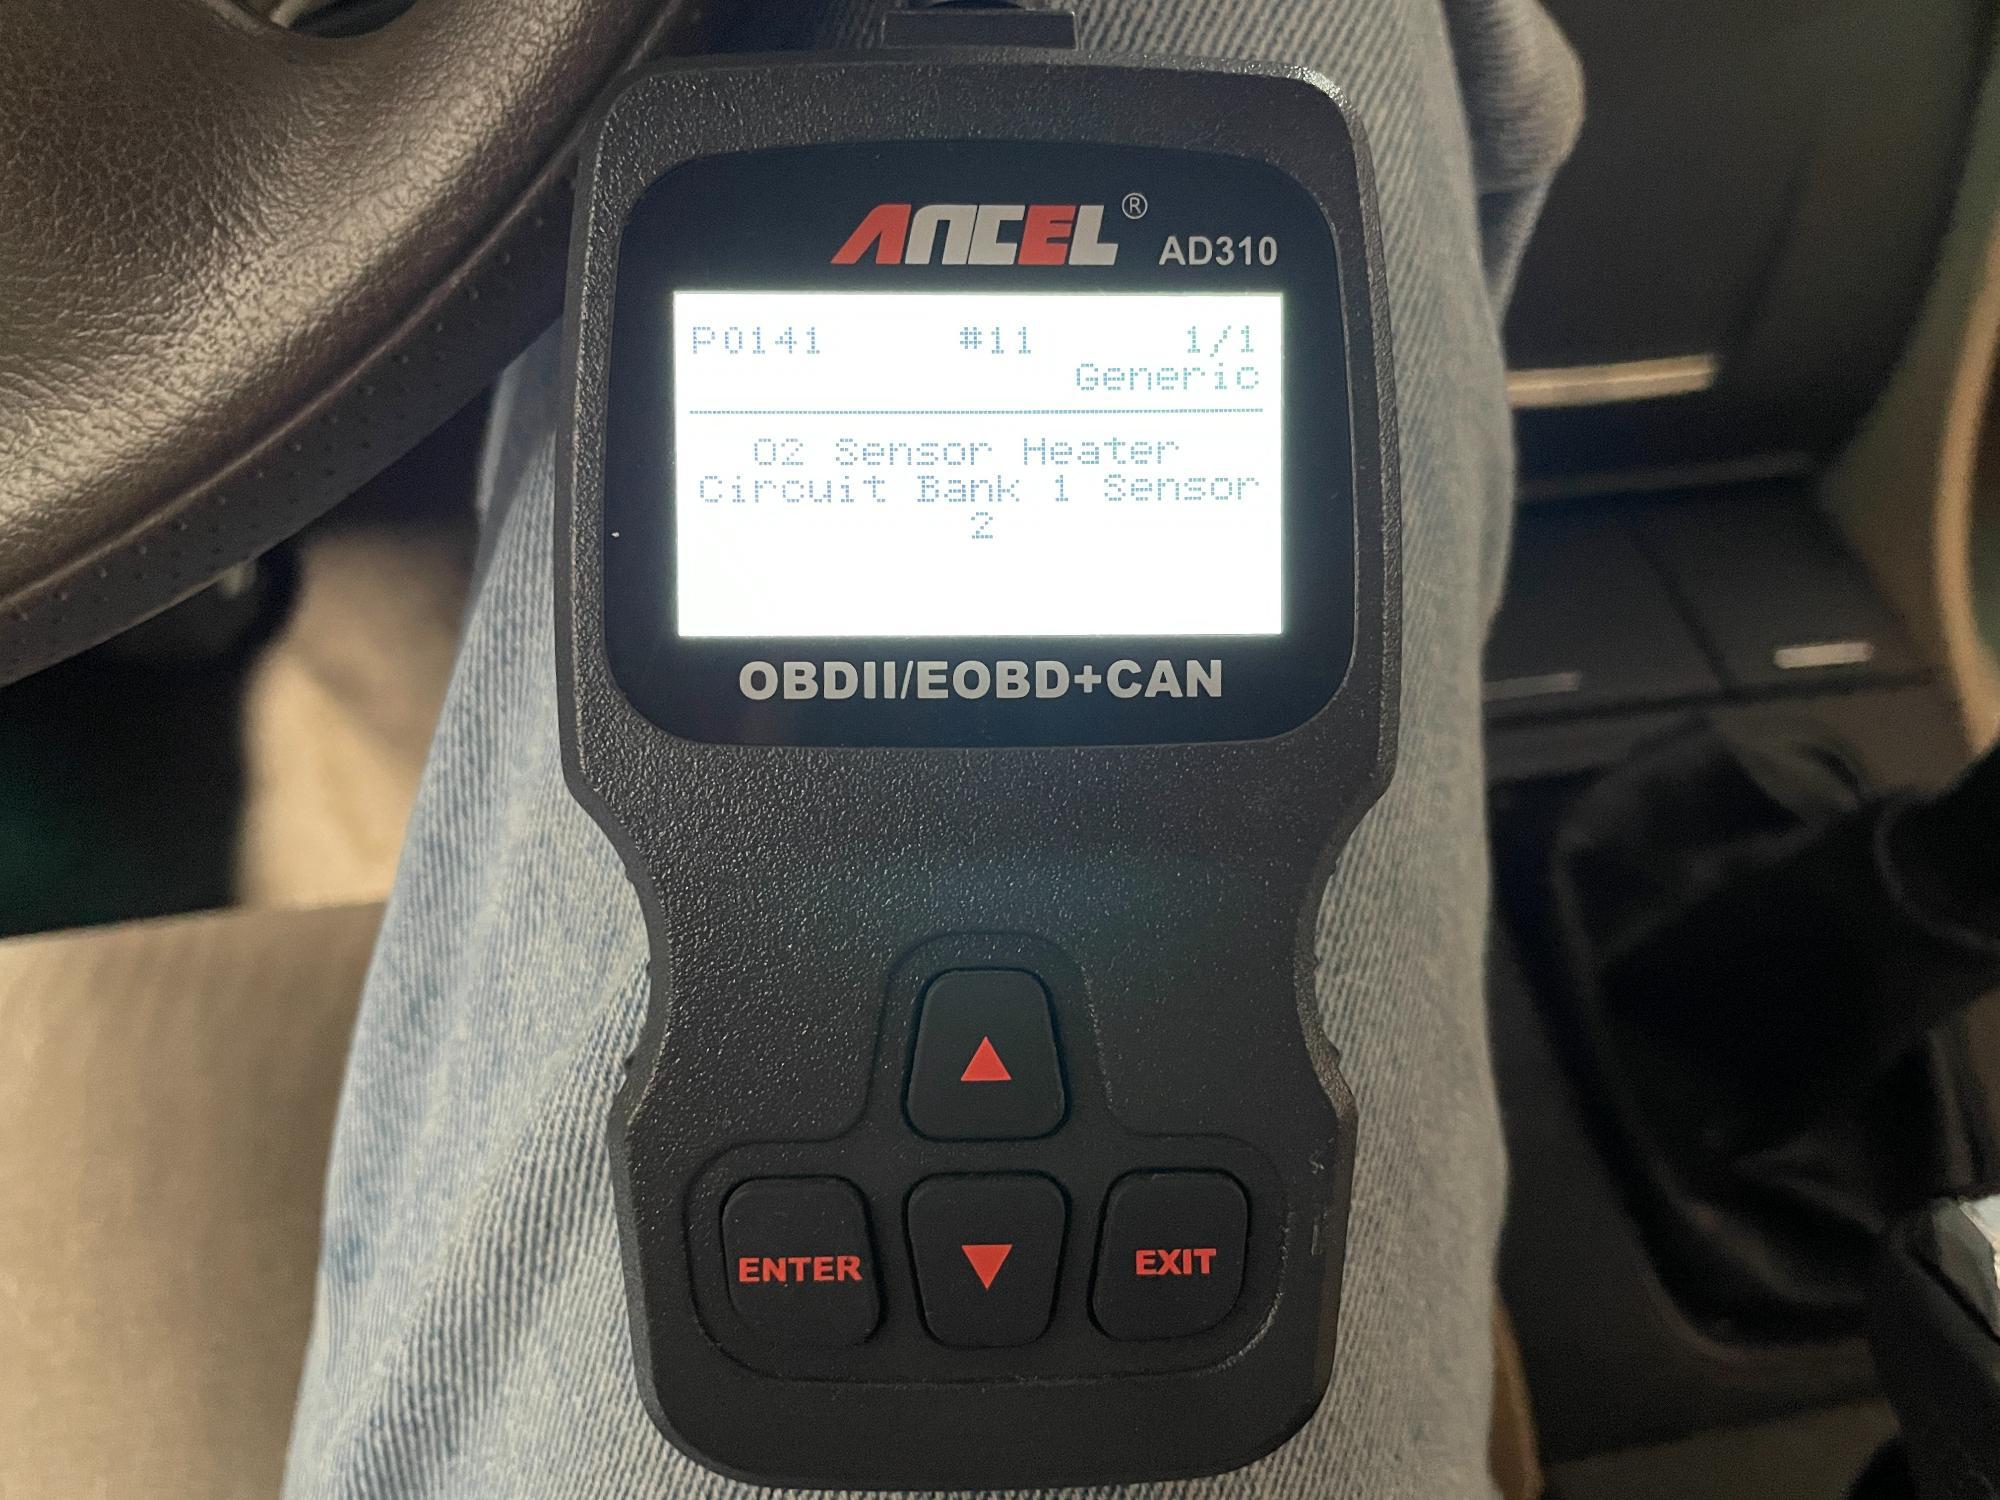 ANCEL®
AD310
P0141 #11 1/1
Generic
O2 Sensor Heater
Circuit Bank 1 Sensor
2
OBDII/EOBD+CAN
ENTER
EXIT